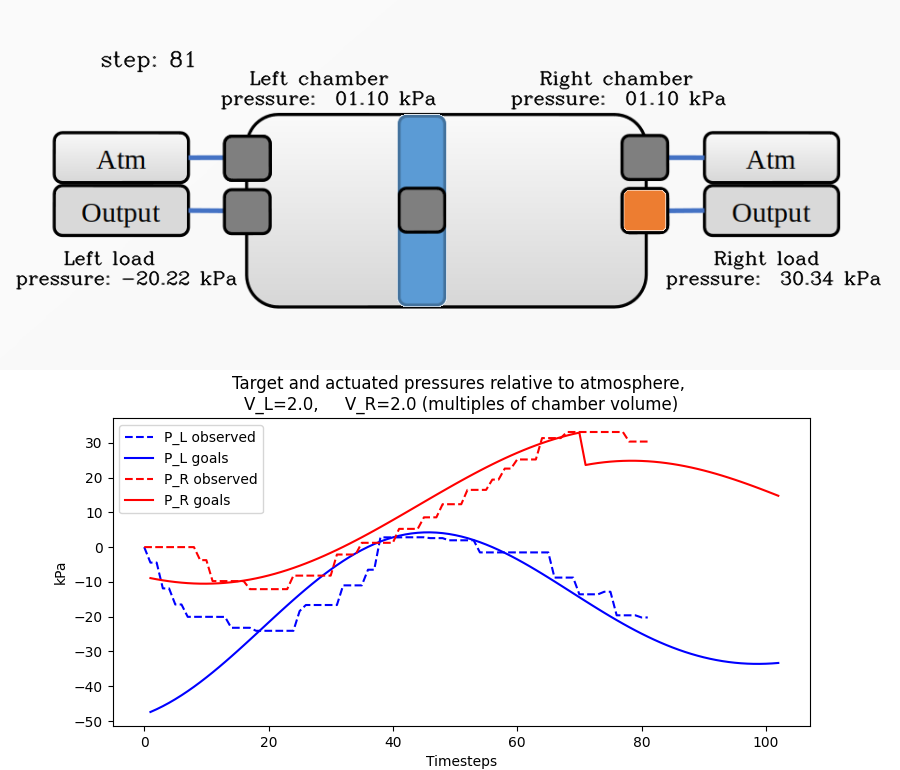 step: 81
Left chamber
pressure:  01.10 kPa
Right chamber
pressure:  01.10 kPa
Atm
Output
Atm
Output
Left load
pressure: −20.22 kPa
Right load
pressure:  30.34 kPa
Target and actuated pressures relative to atmosphere,
V_L=2.0,     V_R=2.0 (multiples of chamber volume)
P_L observed
P_L goals
P_R observed
P_R goals
kPa
30
20
10
0
−10
−20
−30
−40
−50
0 20 40 60 80 100
Timesteps